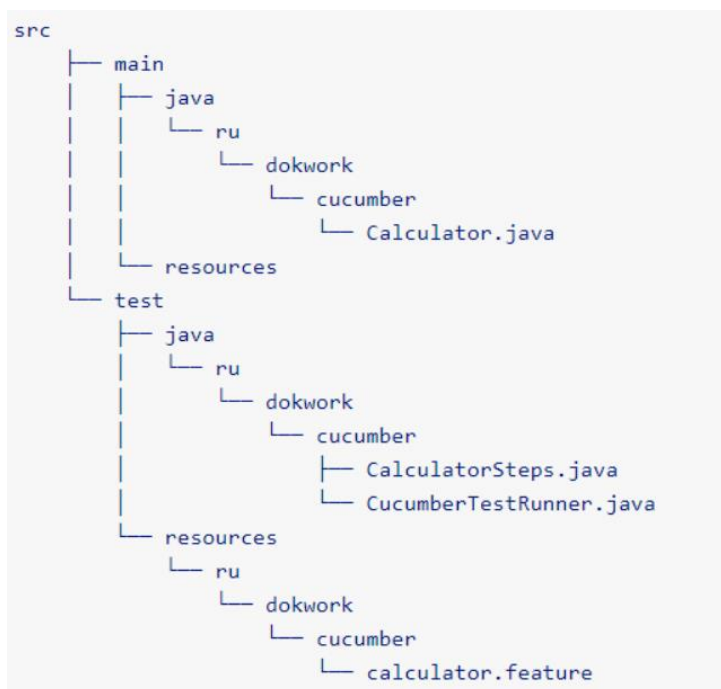 src
├── main
│   ├── java
│   │   └── ru
│   │       └── dokwork
│   │           └── cucumber
│   │               └── Calculator.java
│   └── resources
└── test
    ├── java
    │   └── ru
    │       └── dokwork
    │           └── cucumber
    │               ├── CalculatorSteps.java
    │               └── CucumberTestRunner.java
    └── resources
        └── ru
            └── dokwork
                └── cucumber
                    └── calculator.feature